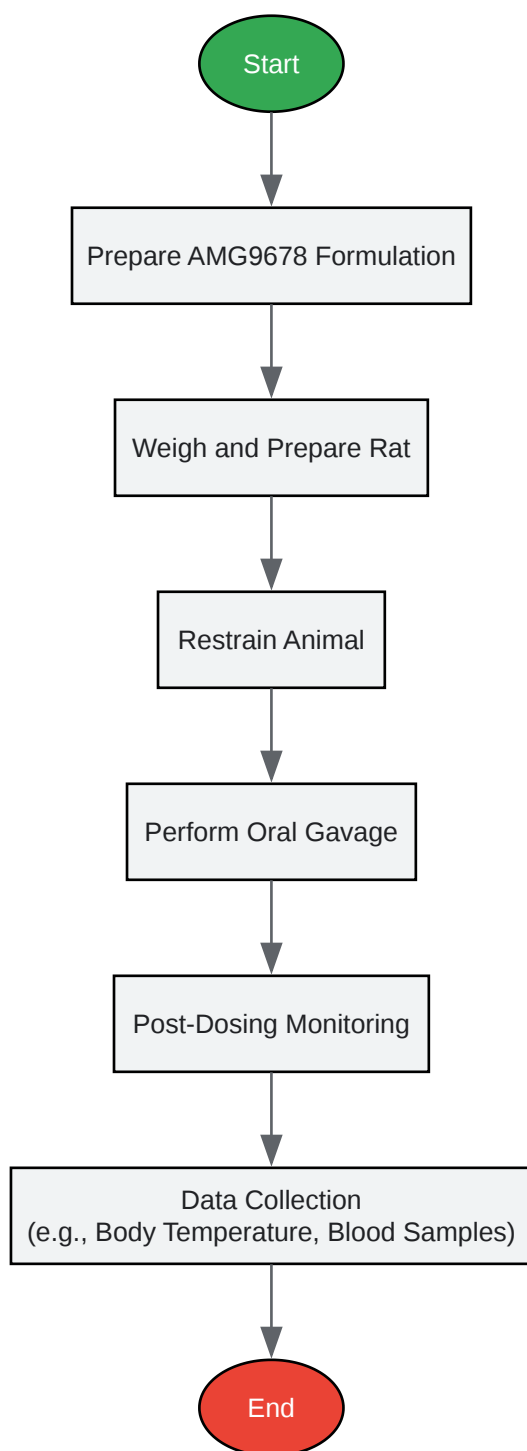 Start
Prepare AMG9678 Formulation
Weigh and Prepare Rat
Restrain Animal
Perform Oral Gavage
Post-Dosing Monitoring
Data Collection
(e.g., Body Temperature, Blood Samples)
End